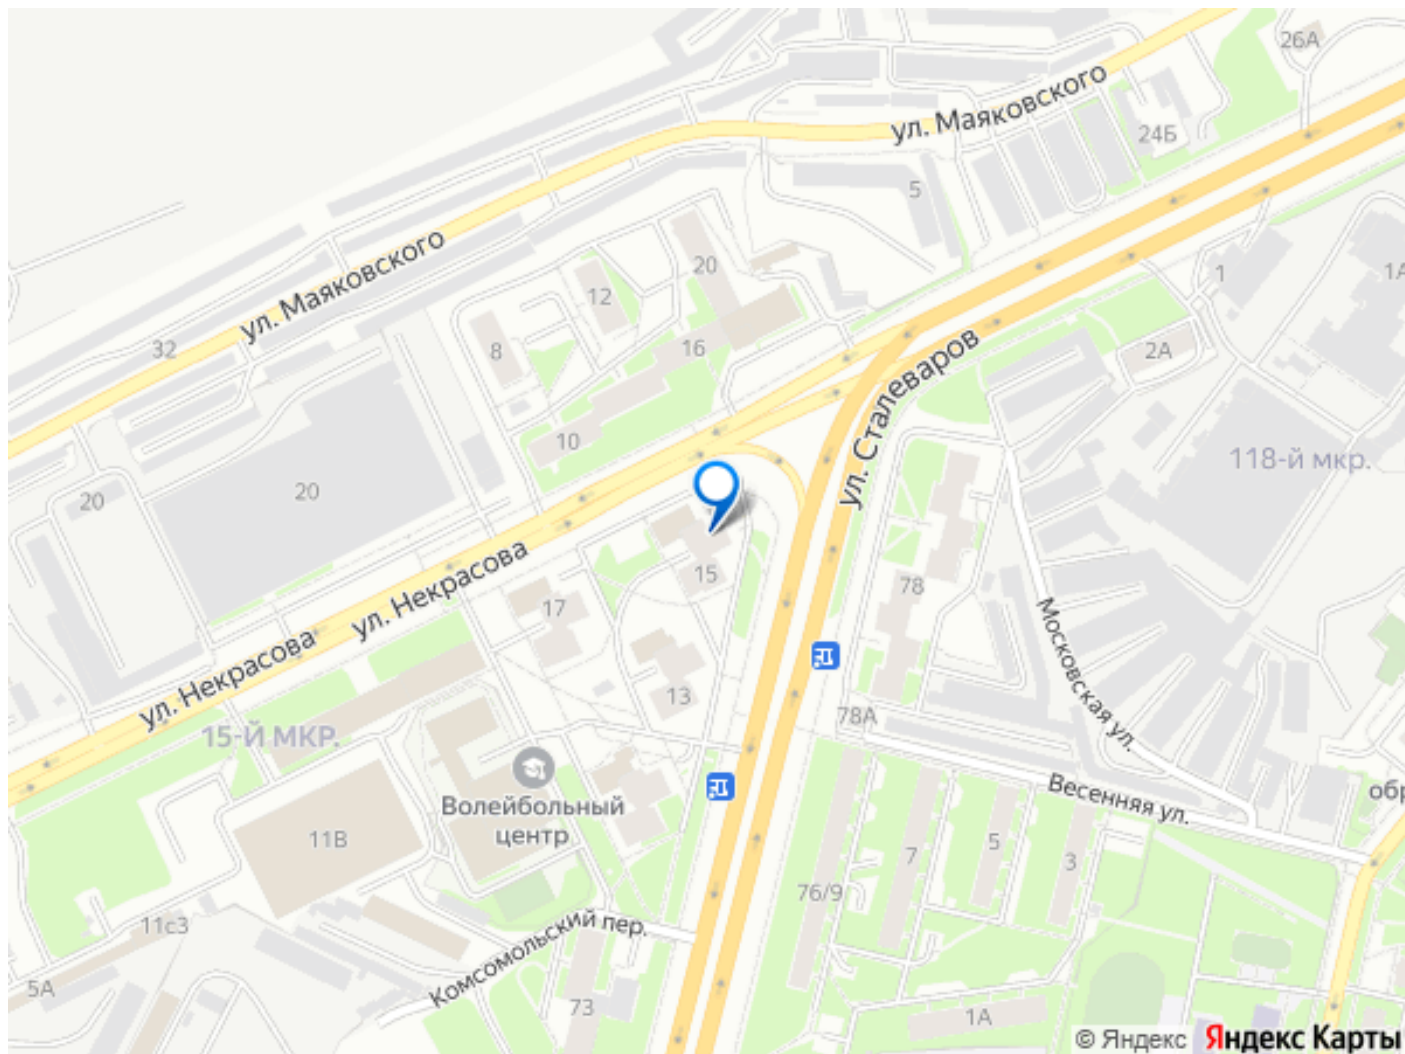 26А
ул. Маяковского
24Б
5
20
1
1А
12
ул. Маяковского
32
8
16
2А
ул. Сталеваров
10
118-й мкр.
20
20
ул. Некрасова
15
78
17
Московская ул.
ул. Некрасова
13
15-Й МКР.
78А
Весенняя ул.
обр
Волейбольный
центр
11В
7
5
3
76/9
11с3
Комсомольский пер.
5А
73
1А
© Яндекс Яндекс Карты